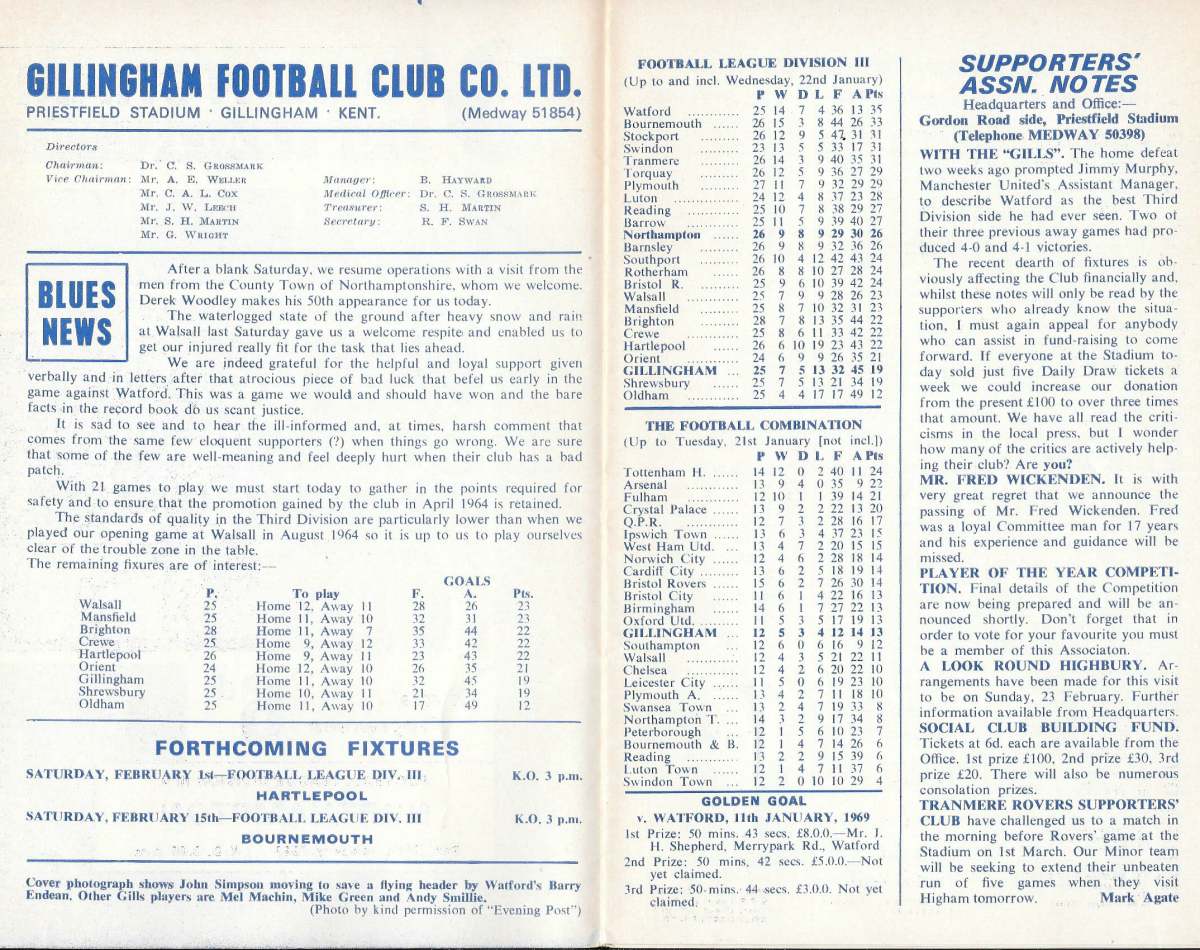 GILLINGHAM FOOTBALL CLUB CO. LTD.
PRIESTFIELD STADIUM · GILLINGHAM · KENT. (Medway 51854)
Directors
Chairman: Dr. C. S. GROSSMARK
Vice Chairman: Mr. A. E. WELLER Manager: B. HAYWARD
Mr. C. A. L. COX Medical Officer: Dr. C. S. GROSSMARK
Mr. J. W. LEECH Treasurer: S. H. MARTIN
Mr. S. H. MARTIN Secretary: R. F. SWAN
Mr. G. WRIGHT
BLUES
NEWS
After a blank Saturday, we resume operations with a visit from the
men from the County Town of Northamptonshire, whom we welcome.
Derek Woodley makes his 50th appearance for us today.
The waterlogged state of the ground after heavy snow and rain
at Walsall last Saturday gave us a welcome respite and enabled us to
get our injured really fit for the task that lies ahead.
We are indeed grateful for the helpful and loyal support given
verbally and in letters after that atrocious piece of bad luck that befel us early in the
game against Watford. This was a game we would and should have won and the bare
facts in the record book do us scant justice.
It is sad to see and to hear the ill-informed and, at times, harsh comment that
comes from the same few eloquent supporters (?) when things go wrong. We are sure
that some of the few are well-meaning and feel deeply hurt when their club has a bad
patch.
With 21 games to play we must start today to gather in the points required for
safety and to ensure that the promotion gained by the club in April 1964 is retained.
The standards of quality in the Third Division are particularly lower than when we
played our opening game at Walsall in August 1964 so it is up to us to play ourselves
clear of the trouble zone in the table.
The remaining fixures are of interest:—
GOALS
P. To play F. A. Pts.
Walsall 25 Home 12, Away 11 28 26 23
Mansfield 25 Home 11, Away 10 32 31 23
Brighton 28 Home 11, Away 7 35 44 22
Crewe 25 Home 9, Away 12 33 42 22
Hartlepool 26 Home 9, Away 11 23 43 22
Orient 24 Home 12, Away 10 26 35 21
Gillingham 25 Home 11, Away 10 32 45 19
Shrewsbury 25 Home 10, Away 11 21 34 19
Oldham 25 Home 11, Away 10 17 49 12
FORTHCOMING FIXTURES
SATURDAY, FEBRUARY 1st—FOOTBALL LEAGUE DIV. III K.O. 3 p.m.
HARTLEPOOL
SATURDAY, FEBRUARY 15th—FOOTBALL LEAGUE DIV. III K.O. 3 p.m.
BOURNEMOUTH
Cover photograph shows John Simpson moving to save a flying header by Watford's Barry
Endean. Other Gills players are Mel Machin, Mike Green and Andy Smillie.
(Photo by kind permission of "Evening Post")
FOOTBALL LEAGUE DIVISION III
(Up to and incl. Wednesday, 22nd January)
P W D L F A Pts
Watford ............ 25 14 7 4 36 13 35
Bournemouth ...... 26 15 3 8 44 26 33
Stockport ......... 26 12 9 5 47 31 31
Swindon ......... 23 13 5 5 33 17 31
Tranmere ......... 26 14 3 9 40 35 31
Torquay ......... 26 12 5 9 36 27 29
Plymouth ......... 27 11 7 9 32 29 29
Luton ............... 24 12 4 8 37 23 28
Reading ............ 25 10 7 8 38 29 27
Barrow ............ 25 11 5 9 39 40 27
Northampton ...... 26 9 8 9 29 30 26
Barnsley ......... 26 9 8 9 32 36 26
Southport ......... 26 10 4 12 42 43 24
Rotherham ...... 26 8 8 10 27 28 24
Bristol R. ......... 25 9 6 10 39 42 24
Walsall ............ 25 7 9 9 28 26 23
Mansfield ......... 25 8 7 10 32 31 23
Brighton ......... 28 7 8 13 35 44 22
Crewe ............ 25 8 6 11 33 42 22
Hartlepool ......... 26 6 10 19 23 43 22
Orient ............ 24 6 9 9 26 35 21
GILLINGHAM ... 25 7 5 13 32 45 19
Shrewsbury ...... 25 7 5 13 21 34 19
Oldham ............ 25 4 4 17 17 49 12
THE FOOTBALL COMBINATION
(Up to Tuesday, 21st January [not incl.])
P W D L F A Pts
Tottenham H. ...... 14 12 0 2 40 11 24
Arsenal ............ 13 9 4 0 35 9 22
Fulham ............ 12 10 1 1 39 14 21
Crystal Palace ...... 13 9 2 2 22 13 20
Q.P.R. ............ 12 7 3 2 28 16 17
Ipswich Town ...... 13 6 3 4 37 23 15
West Ham Utd. ... 13 4 7 2 20 15 15
Norwich City ...... 12 4 6 2 28 18 14
Cardiff City ......... 13 6 2 5 18 19 14
Bristol Rovers ...... 15 6 2 7 26 30 14
Bristol City ...... 11 6 1 4 22 16 13
Birmingham ...... 14 6 1 7 27 22 13
Oxford Utd. ......... 11 5 3 5 17 19 13
GILLINGHAM ... 12 5 3 4 12 14 13
Southampton ...... 12 6 0 6 16 9 12
Walsall ............ 12 4 3 5 21 22 11
Chelsea ............ 12 4 2 6 20 22 10
Leicester City ...... 11 5 0 6 19 23 10
Plymouth A. ...... 13 4 2 7 11 18 10
Swansea Town ... 13 2 4 7 19 33 8
Northampton T. ... 14 3 2 9 17 34 8
Peterborough ...... 12 1 5 6 10 23 7
Bournemouth & B. 12 1 4 7 14 26 6
Reading ............ 13 2 2 9 15 39 6
Luton Town ...... 12 1 4 7 11 37 6
Swindon Town ... 12 2 0 10 10 29 4
GOLDEN GOAL
v. WATFORD, 11th JANUARY, 1969
1st Prize: 50 mins. 43 secs. £8.0.0.—Mr. J.
H. Shepherd, Merrypark Rd., Watford
2nd Prize: 50 mins, 42 secs. £5.0.0.—Not
yet claimed.
3rd Prize: 50 mins. 44 secs. £3.0.0. Not yet
claimed.
SUPPORTERS'
ASSN. NOTES
Headquarters and Office:—
Gordon Road side, Priestfield Stadium
(Telephone MEDWAY 50398)
WITH THE "GILLS". The home defeat
two weeks ago prompted Jimmy Murphy,
Manchester United's Assistant Manager,
to describe Watford as the best Third
Division side he had ever seen. Two of
their three previous away games had pro-
duced 4-0 and 4-1 victories.
The recent dearth of fixtures is ob-
viously affecting the Club financially and,
whilst these notes will only be read by the
supporters who already know the situa-
tion, I must again appeal for anybody
who can assist in fund-raising to come
forward. If everyone at the Stadium to-
day sold just five Daily Draw tickets a
week we could increase our donation
from the present £100 to over three times
that amount. We have all read the criti-
cisms in the local press, but I wonder
how many of the critics are actively help-
ing their club? Are you?
MR. FRED WICKENDEN. It is with
very great regret that we announce the
passing of Mr. Fred Wickenden. Fred
was a loyal Committee man for 17 years
and his experience and guidance will be
missed.
PLAYER OF THE YEAR COMPETI-
TION. Final details of the Competition
are now being prepared and will be an-
nounced shortly. Don't forget that in
order to vote for your favourite you must
be a member of this Associaton.
A LOOK ROUND HIGHBURY. Ar-
rangements have been made for this visit
to be on Sunday, 23 February. Further
information available from Headquarters.
SOCIAL CLUB BUILDING FUND.
Tickets at 6d. each are available from the
Office. 1st prize £100, 2nd prize £30, 3rd
prize £20. There will also be numerous
consolation prizes.
TRANMERE ROVERS SUPPORTERS'
CLUB have challenged us to a match in
the morning before Rovers' game at the
Stadium on 1st March. Our Minor team
will be seeking to extend their unbeaten
run of five games when they visit
Higham tomorrow. Mark Agate